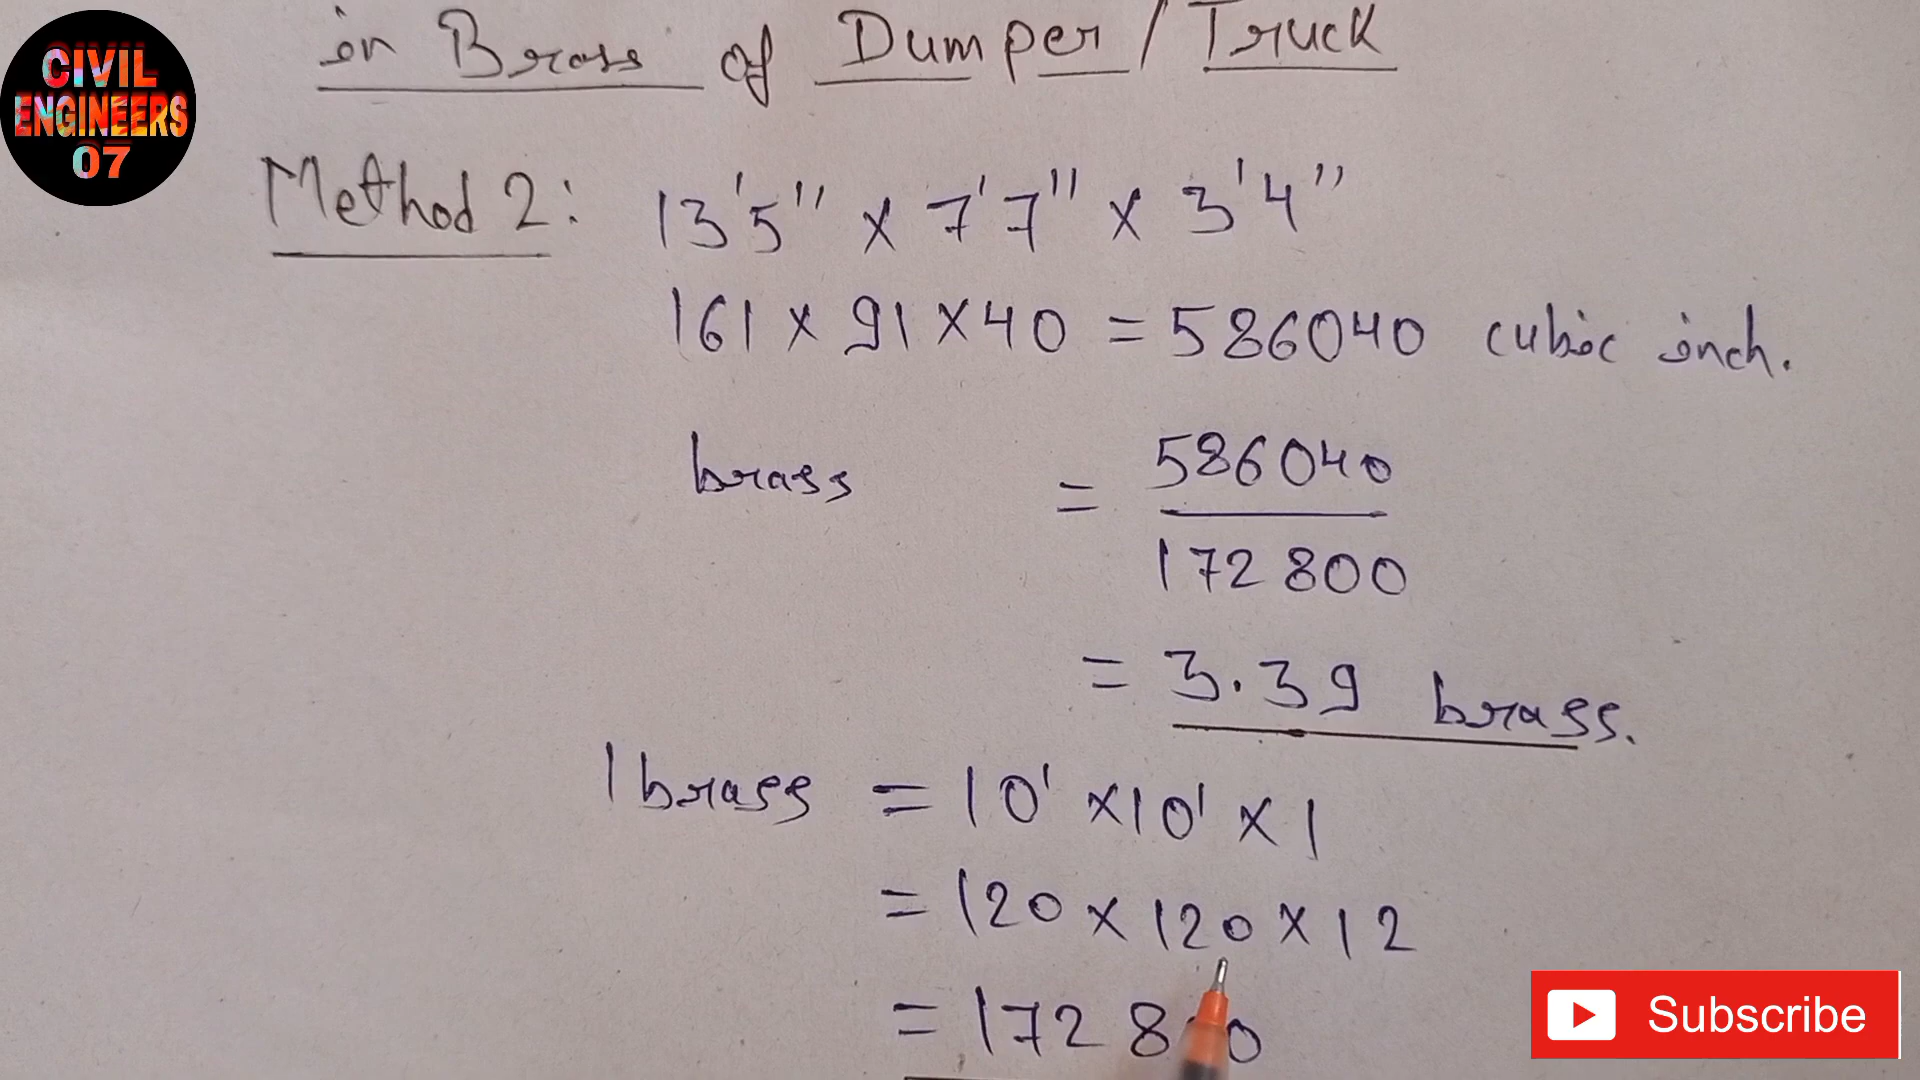 CIVIL
ENGINEERS
07
in Brass of Dumper / Truck
Method 2: 13'5" x 7'7" x 3'4"
161 x 91 x 40 = 586040 cubic inch.
brass = 586040
172800
= 3.39 brass.
1 brass = 10' x 10' x 1
= 120 x 120 x 12
= 172800
Subscribe